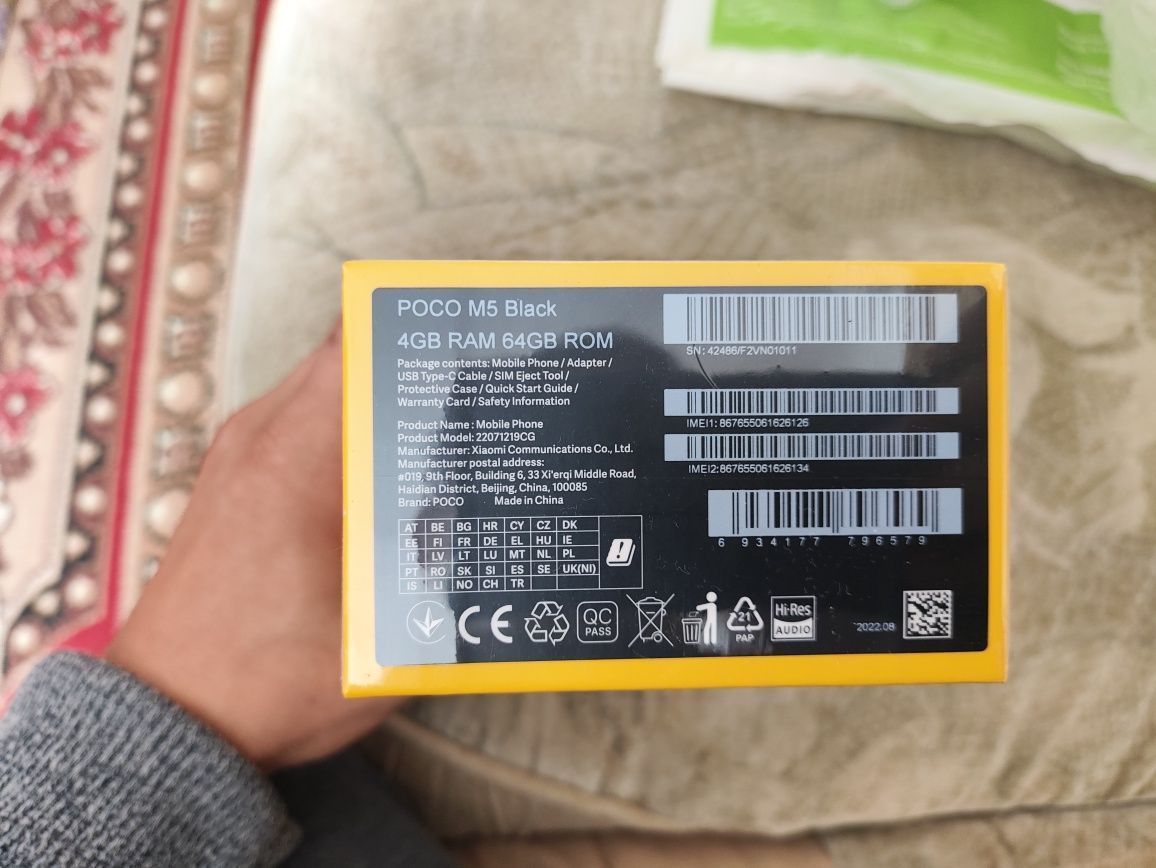 POCO M5 Black
4GB RAM 64GB ROM
Package contents: Mobile Phone / Adapter /
USB Type-C Cable / SIM Eject Tool /
Protective Case / Quick Start Guide /
Warranty Card / Safety Information
Product Name : Mobile Phone
Product Model: 22071219CG
Manufacturer: Xiaomi Communications Co., Ltd.
Manufacturer postal address:
#019, 9th Floor, Building 6, 33 Xi'erqi Middle Road,
Haidian District, Beijing, China, 100085
Brand: POCO Made in China
AT BE BG HR CY CZ DK
EE FI FR DE EL HU IE
IT LV LT LU MT NL PL
PT RO SK SI ES SE UK(NI)
IS LI NO CH TR
SN: 42486/F2VN01011
IMEI1: 867655061626126
IMEI2:867655061626134
6 934177 796579
CE
QC
PASS
21
PAP
Hi-Res
AUDIO
2022.08